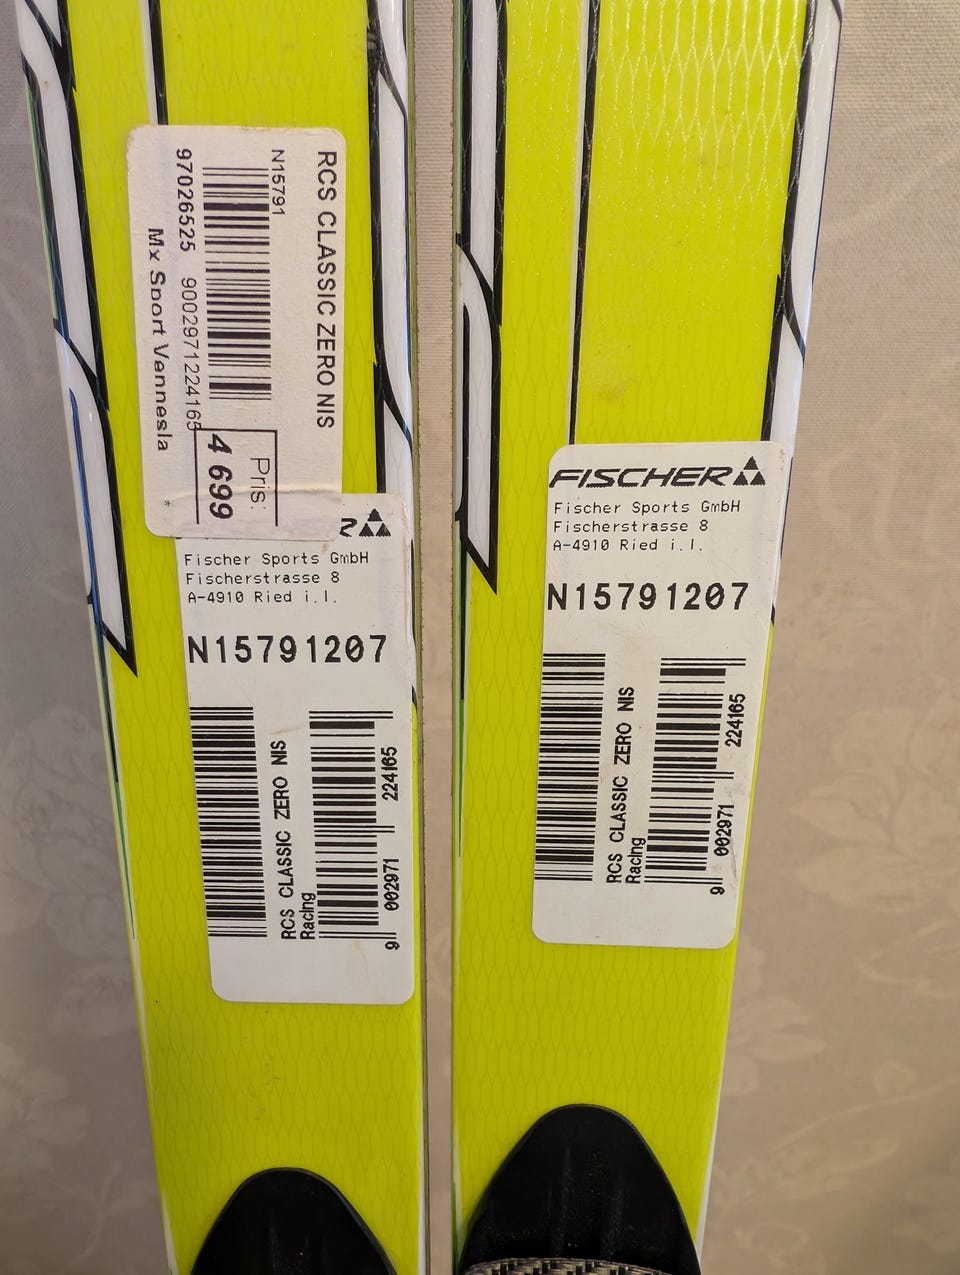 RCS CLASSIC ZERO NIS
N15791
97026525 9002971224165
Mx Sport Vennesla
Pris:
4 699
*
Fischer Sports GmbH
Fischerstrasse 8
A-4910 Ried i.I.
N15791207
RCS CLASSIC ZERO NIS
Racing
9 002971 224165
FISCHER
Fischer Sports GmbH
Fischerstrasse 8
A-4910 Ried i.I.
N15791207
RCS CLASSIC ZERO NIS
Racing
9 002971 224165